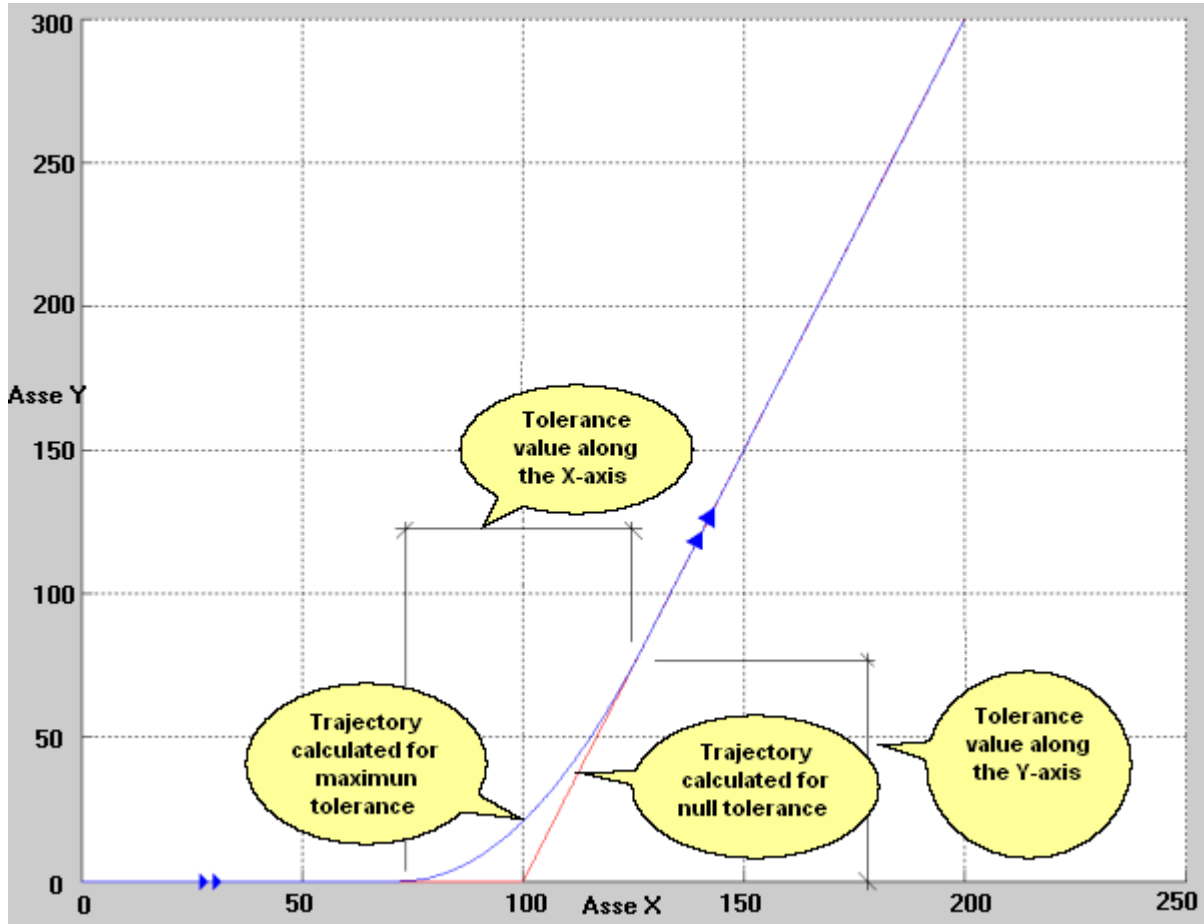 300
250
200
Asse Y
150
100
50
0
Tolerance
value along
the X-axis
Trajectory
calculated for
maximun
tolerance
Trajectory
calculated for
null tolerance
Tolerance
value along
the Y-axis
0
50
100
Asse X
150
200
250